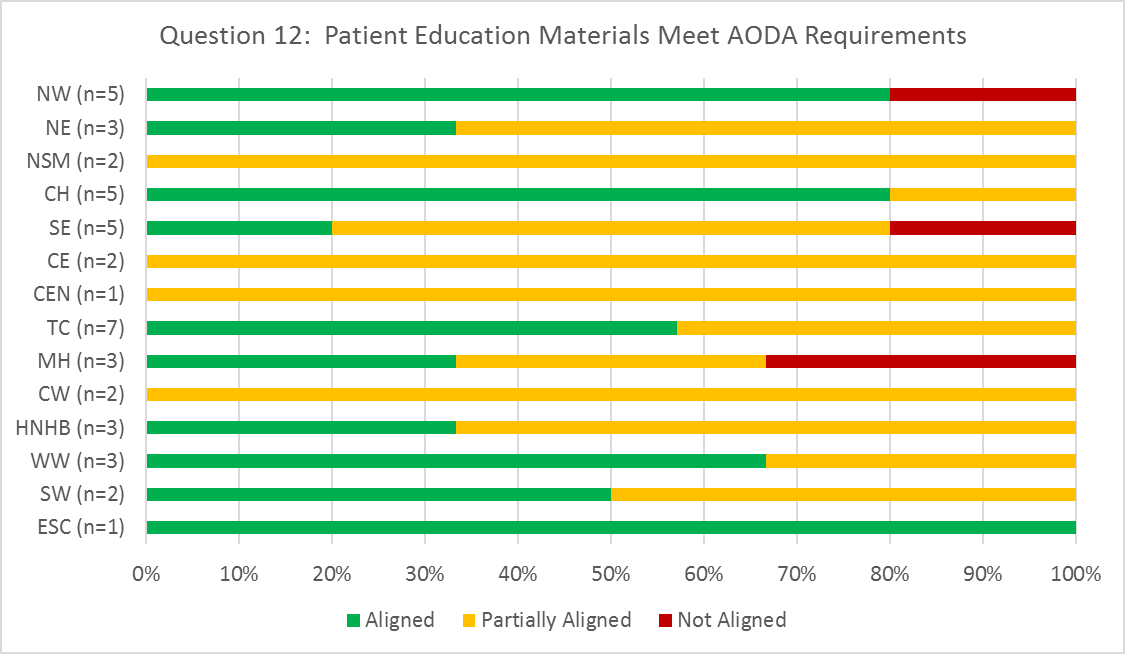 Question 12:  Patient Education Materials Meet AODA Requirements
NW (n=5)
NE (n=3)
NSM (n=2)
CH (n=5)
SE (n=5)
CE (n=2)
CEN (n=1)
TC (n=7)
MH (n=3)
CW (n=2)
HNHB (n=3)
WW (n=3)
SW (n=2)
ESC (n=1)
0% 10% 20% 30% 40% 50% 60% 70% 80% 90% 100%
Aligned Partially Aligned Not Aligned